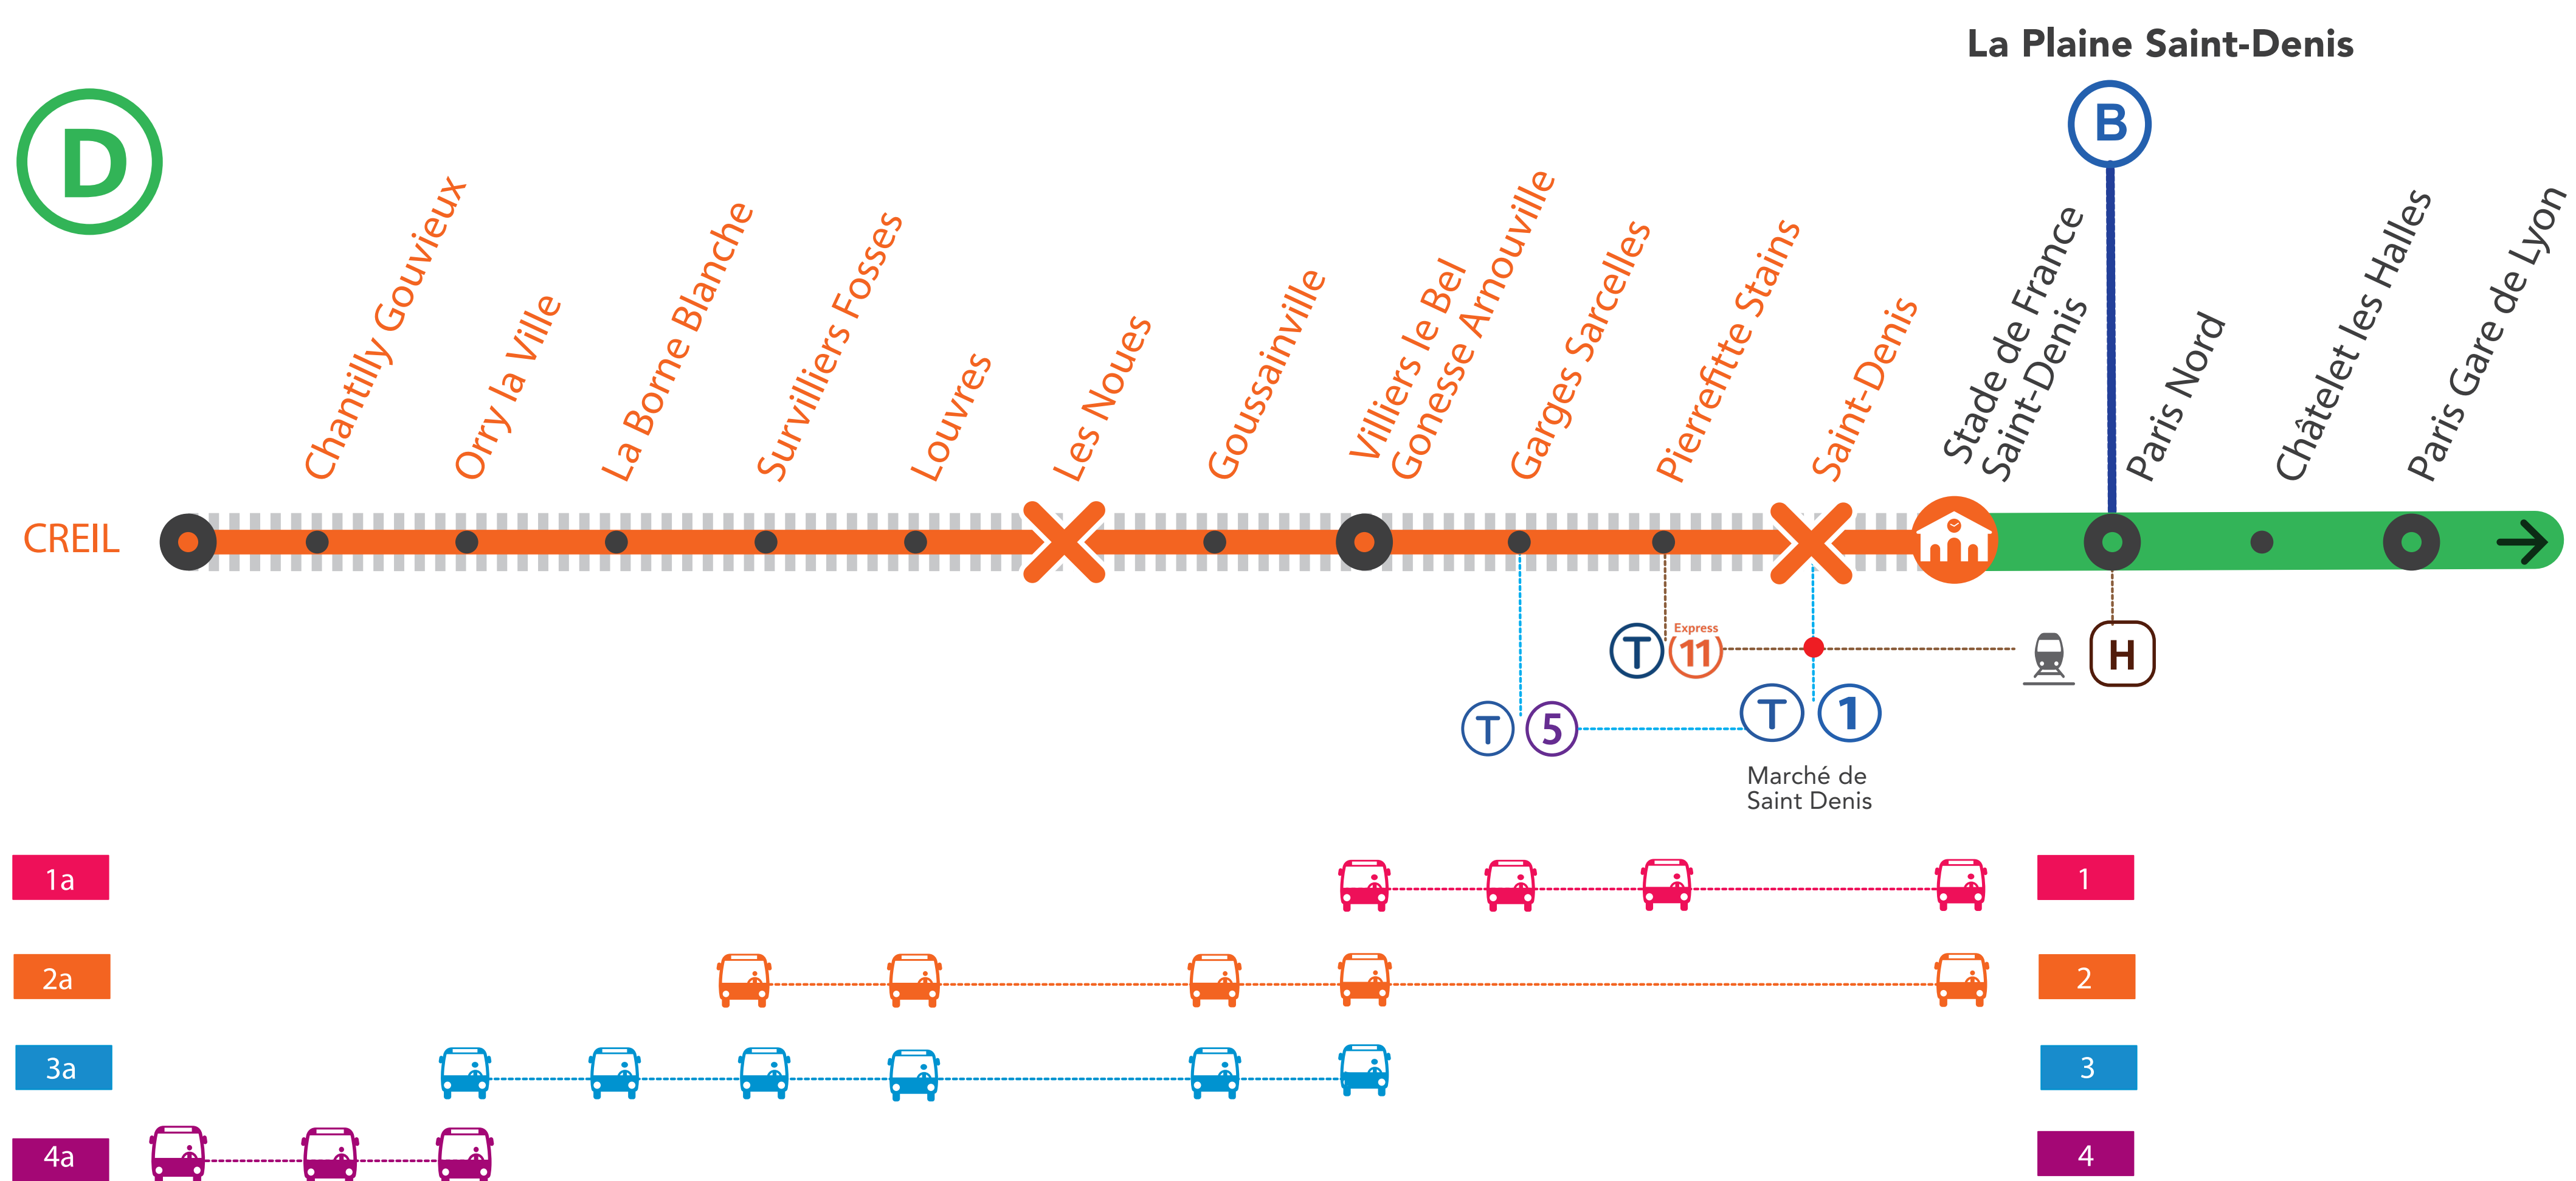 La Plaine Saint-Denis
D
B
CREIL
Chantilly Gouvieux
Orry la Ville
La Borne Blanche
Survilliers Fosses
Louvres
Les Noues
Goussainville
Villiers le Bel
Gonesse Arnouville
Garges Sarcelles
Pierrefitte Stains
Saint-Denis
Stade de France
Saint-Denis
Paris Nord
Châtelet les Halles
Paris Gare de Lyon
Express
T 11
H
T 5
T 1
Marché de
Saint Denis
1a
1
2a
2
3a
3
4a
4